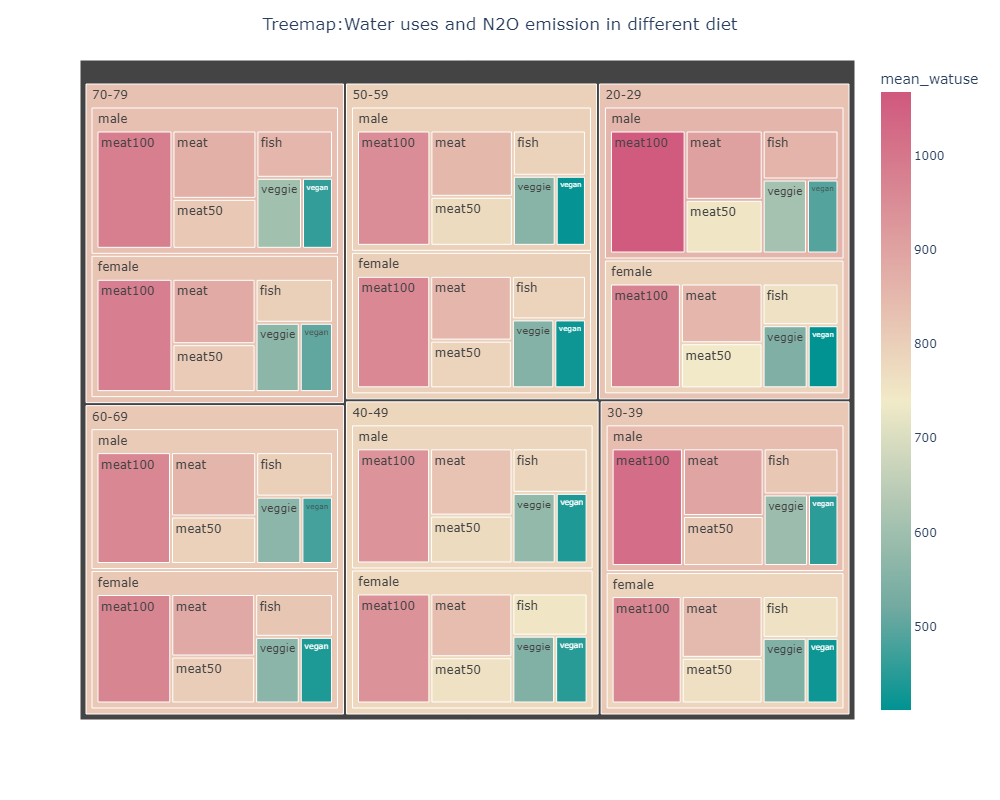 Treemap:Water uses and N2O emission in different diet
70-79
male
meat100
meat
fish
meat50
veggie
vegan
female
meat100
meat
fish
meat50
veggie
vegan
50-59
male
meat100
meat
fish
meat50
veggie
vegan
female
meat100
meat
fish
meat50
veggie
vegan
20-29
male
meat100
meat
fish
meat50
veggie
vegan
female
meat100
meat
fish
meat50
veggie
vegan
60-69
male
meat100
meat
fish
meat50
veggie
vegan
female
meat100
meat
fish
meat50
veggie
vegan
40-49
male
meat100
meat
fish
meat50
veggie
vegan
female
meat100
meat
fish
meat50
veggie
vegan
30-39
male
meat100
meat
fish
meat50
veggie
vegan
female
meat100
meat
fish
meat50
veggie
vegan
mean_watuse
1000
900
800
700
600
500